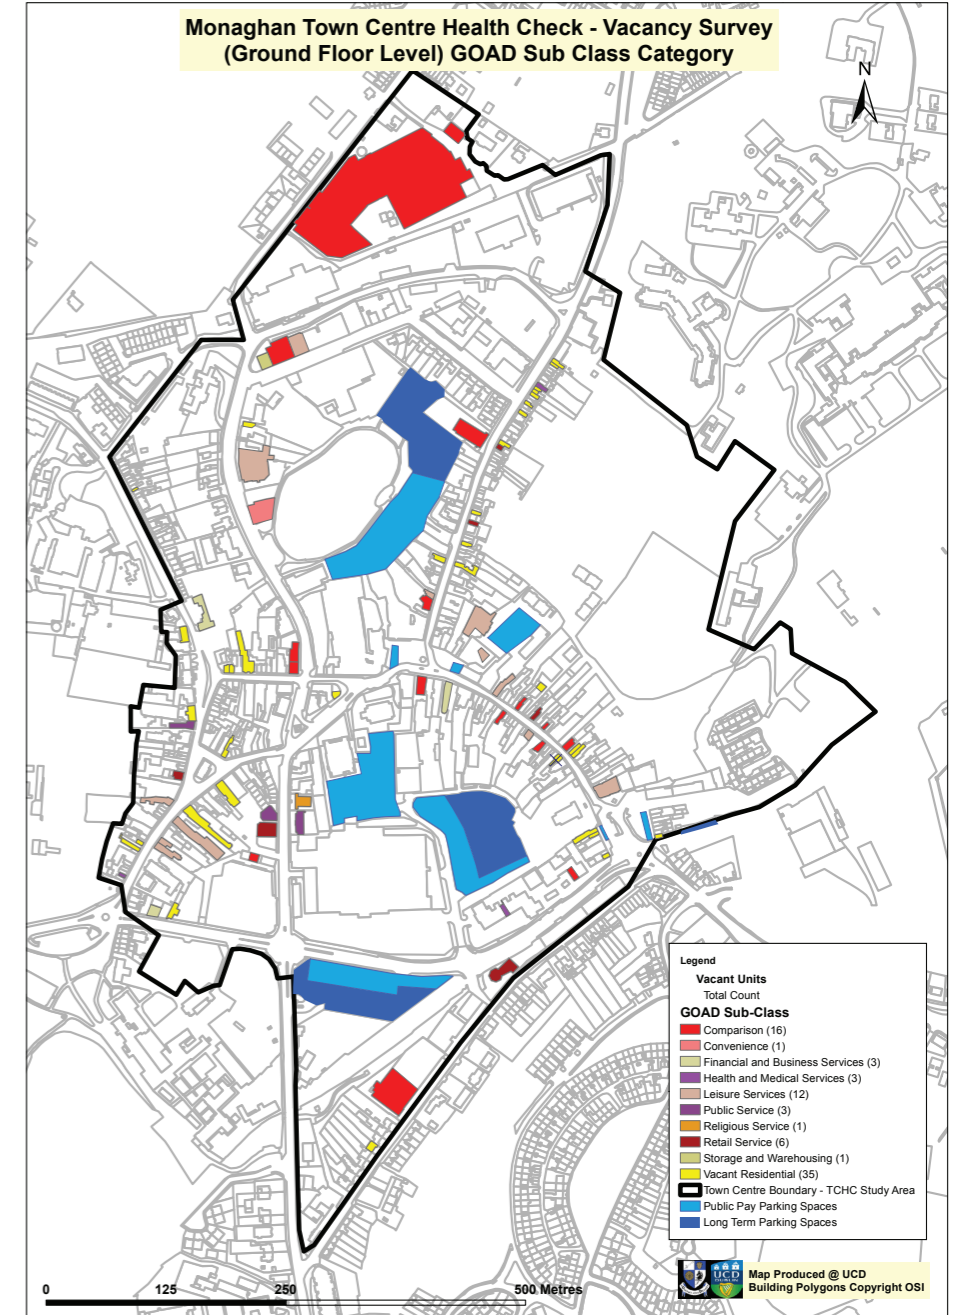 Monaghan Town Centre Health Check - Vacancy Survey
(Ground Floor Level) GOAD Sub Class Category
N
Legend
Vacant Units
Total Count
GOAD Sub-Class
Comparison (16)
Convenience (1)
Financial and Business Services (3)
Health and Medical Services (3)
Leisure Services (12)
Public Service (3)
Religious Service (1)
Retail Service (6)
Storage and Warehousing (1)
Vacant Residential (35)
Town Centre Boundary - TCHC Study Area
Public Pay Parking Spaces
Long Term Parking Spaces
0 125 250 500 Metres
UCD
DUBLIN
Map Produced @ UCD
Building Polygons Copyright OSI